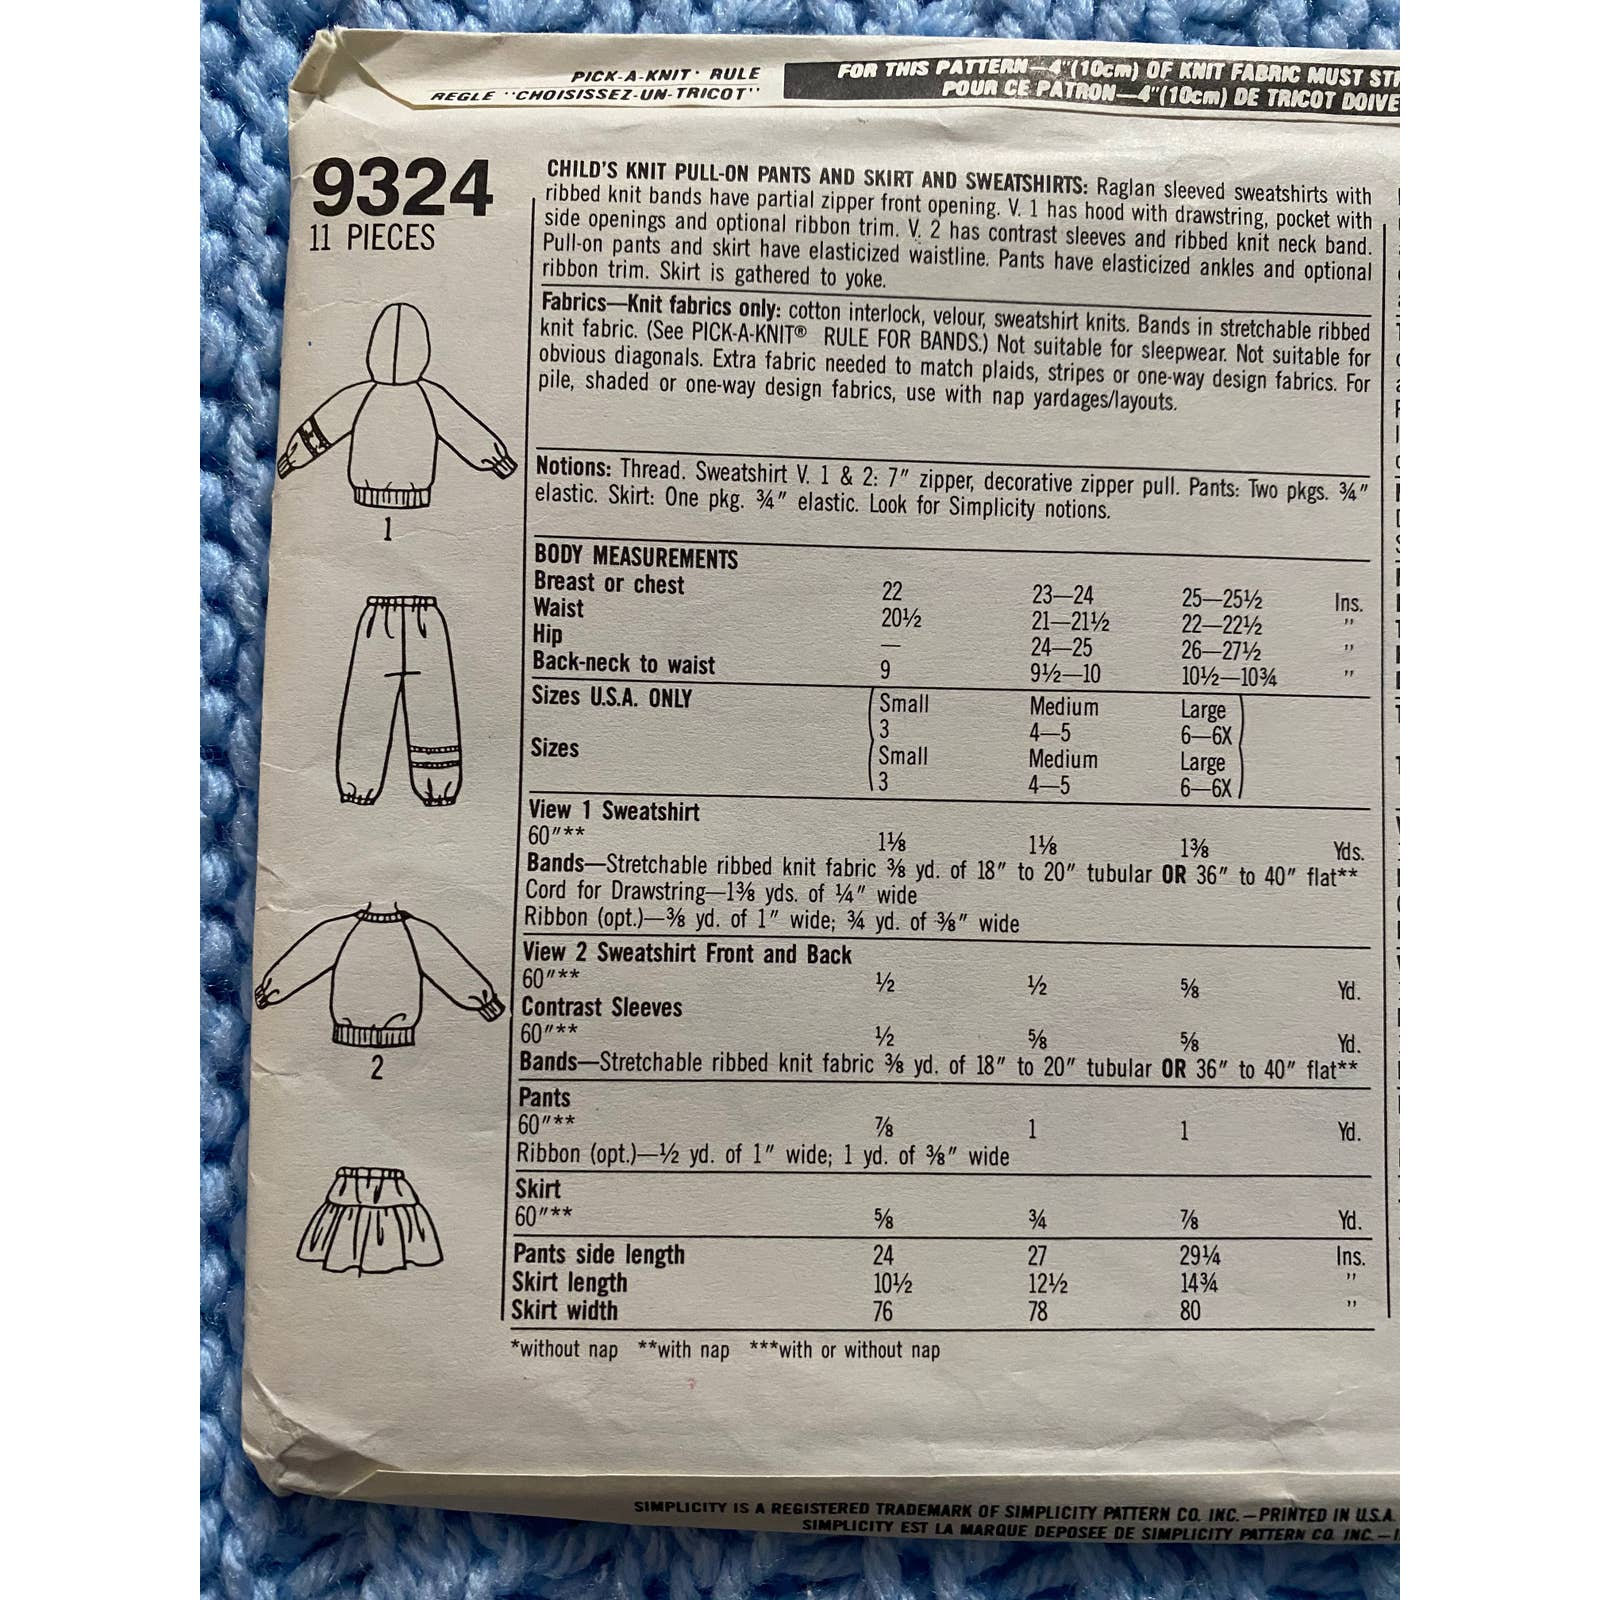 PICK-A-KNIT® RULE
REGLE "CHOISISSEZ-UN-TRICOT"
FOR THIS PATTERN—4"(10cm) OF KNIT FABRIC MUST
POUR CE PATRON—4"(10cm) DE TRICOT
9324
11 PIECES
CHILD'S KNIT PULL-ON PANTS AND SKIRT AND SWEATSHIRTS: Raglan sleeved sweatshirts with
ribbed knit bands have partial zipper front opening. V. 1 has hood with drawstring, pocket with
side openings and optional ribbon trim. V. 2 has contrast sleeves and ribbed knit neck band.
Pull-on pants and skirt have elasticized waistline. Pants have elasticized ankles and optional
ribbon trim. Skirt is gathered to yoke.
Fabrics—Knit fabrics only: cotton interlock, velour, sweatshirt knits. Bands in stretchable ribbed
knit fabric. (See PICK-A-KNIT® RULE FOR BANDS.) Not suitable for sleepwear. Not suitable for
obvious diagonals. Extra fabric needed to match plaids, stripes or one-way design fabrics. For
pile, shaded or one-way design fabrics, use with nap yardages/layouts.
Notions: Thread. Sweatshirt V. 1 & 2: 7" zipper, decorative zipper pull. Pants: Two pkgs. ¾"
elastic. Skirt: One pkg. ¾" elastic. Look for Simplicity notions.
BODY MEASUREMENTS
Breast or chest 22 23—24 25—25½ Ins.
Waist 20½ 21—21½ 22—22½ "
Hip — 24—25 26—27½ "
Back-neck to waist 9 9½—10 10½—10¾ "
Sizes U.S.A. ONLY Small Medium Large
3 4—5 6—6X
Sizes Small Medium Large
3 4—5 6—6X
View 1 Sweatshirt
60"** 1⅛ 1⅛ 1⅜ Yds.
Bands—Stretchable ribbed knit fabric ⅜ yd. of 18" to 20" tubular OR 36" to 40" flat**
Cord for Drawstring—1⅜ yds. of ¼" wide
Ribbon (opt.)—⅜ yd. of 1" wide; ¾ yd. of ⅜" wide
View 2 Sweatshirt Front and Back
60"** ½ ½ ⅝ Yd.
Contrast Sleeves
60"** ½ ⅝ ⅝ Yd.
Bands—Stretchable ribbed knit fabric ⅜ yd. of 18" to 20" tubular OR 36" to 40" flat**
Pants
60"** ⅞ 1 1 Yd.
Ribbon (opt.)—½ yd. of 1" wide; 1 yd. of ⅜" wide
Skirt
60"** ⅝ ¾ ⅞ Yd.
Pants side length 24 27 29¼ Ins.
Skirt length 10½ 12½ 14¾ "
Skirt width 76 78 80 "
*without nap **with nap ***with or without nap
1
2
SIMPLICITY IS A REGISTERED TRADEMARK OF SIMPLICITY PATTERN CO. INC.—PRINTED IN U.S.A.
SIMPLICITY EST LA MARQUE DEPOSEE DE SIMPLICITY PATTERN CO. INC.—